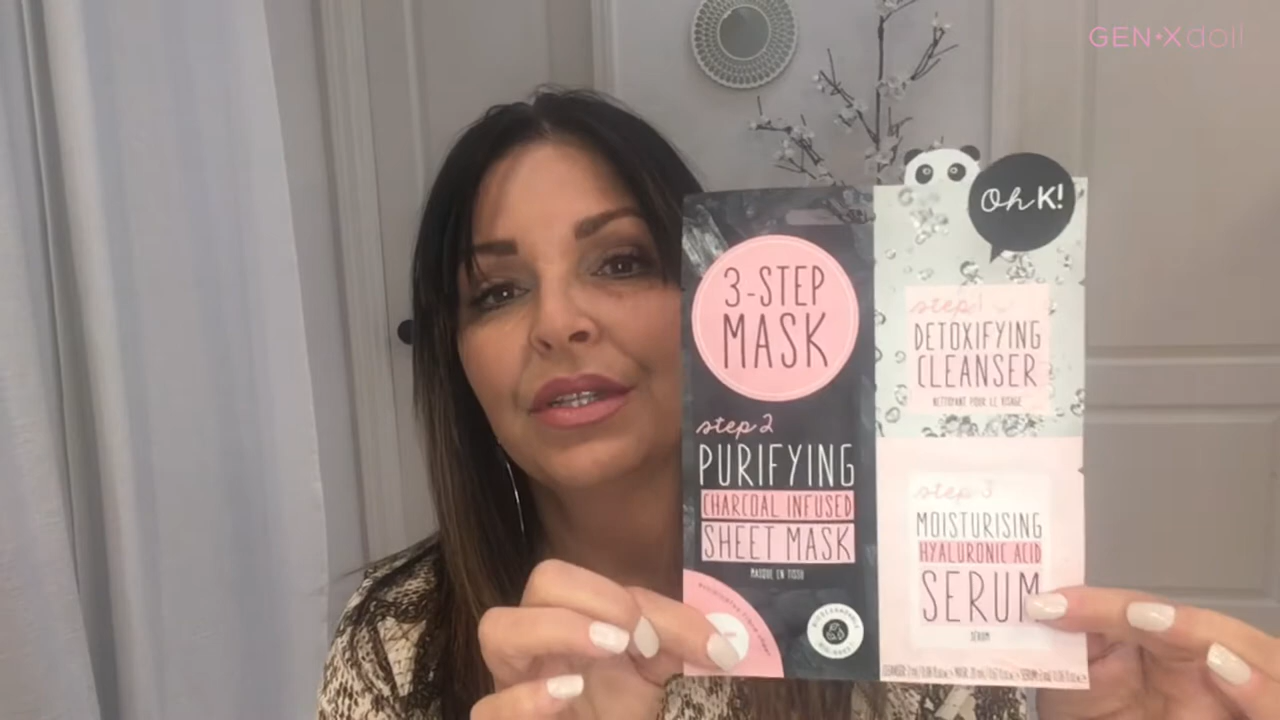 GEN•Xdoll
Oh K!
3-STEP
MASK
step 2
PURIFYING
CHARCOAL INFUSED
SHEET MASK
MASQUE EN TISSU
BIODEGRADABLE
step 1
DETOXIFYING
CLEANSER
NETTOYANT POUR LE VISAGE
step 3
MOISTURISING
HYALURONIC ACID
SERUM
SÉRUM